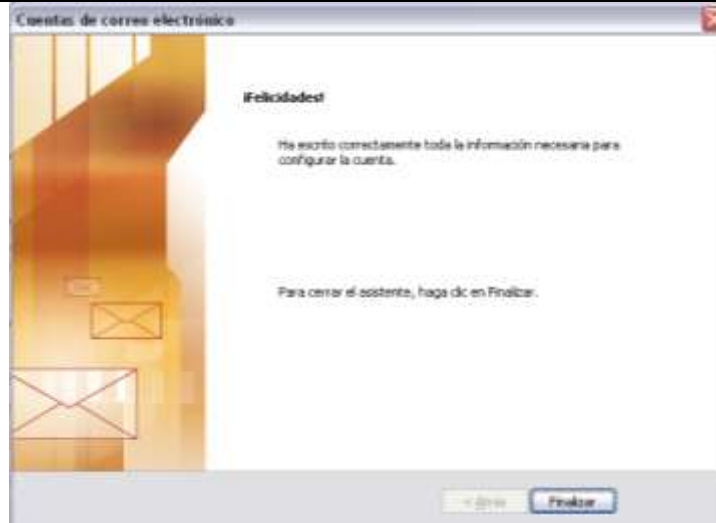 Cuentas de correo electrónico
¡Felicidades!
Ha escrito correctamente toda la información necesaria para
configurar la cuenta.
Para cerrar el asistente, haga clic en Finalizar.
< Atrás
Finalizar